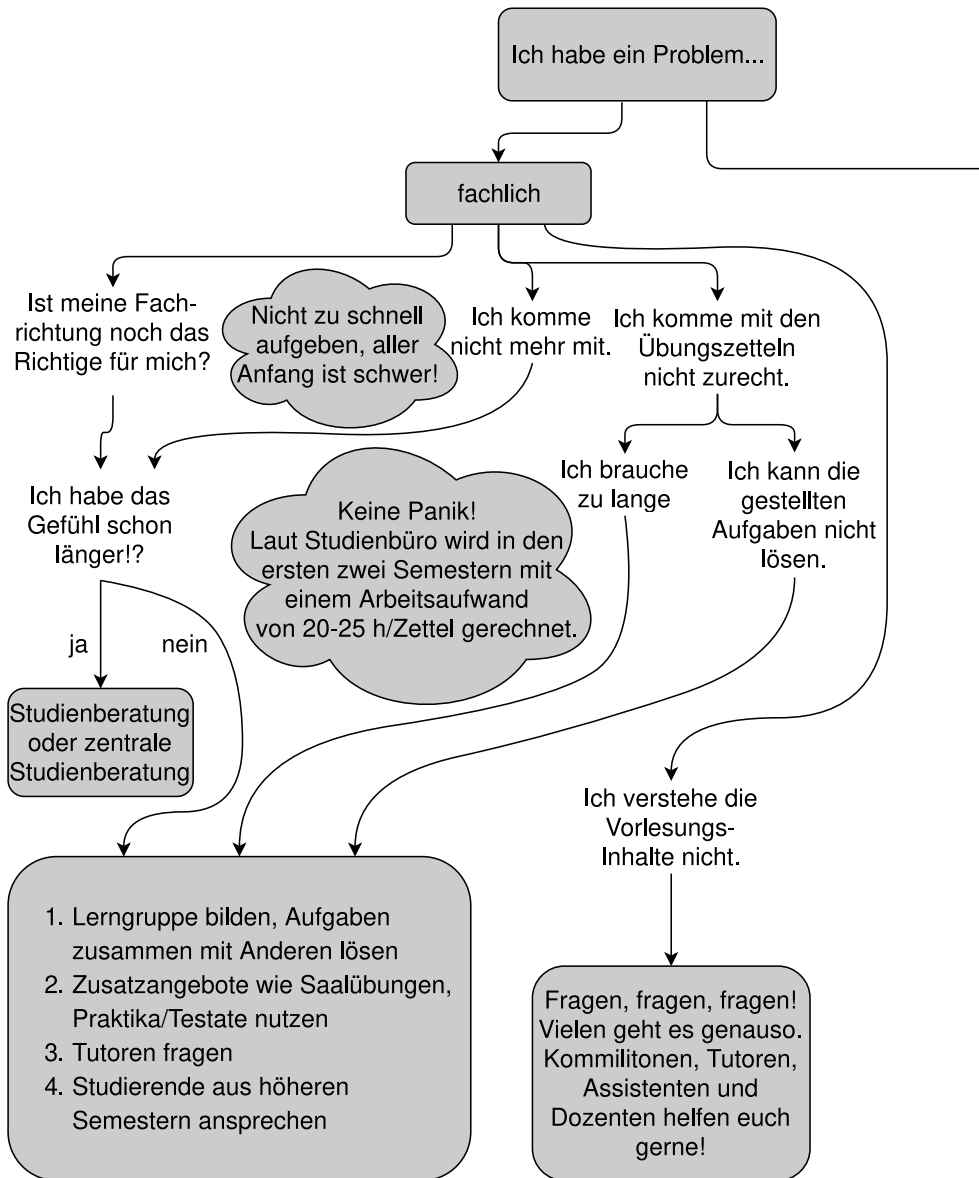 Ich habe ein Problem...
fachlich
Ist meine Fach-
richtung noch das
Richtige für mich?
Nicht zu schnell
aufgeben, aller
Anfang ist schwer!
Ich komme
nicht mehr mit.
Ich komme mit den
Übungszetteln
nicht zurecht.
Ich habe das
Gefühl schon
länger!?
Keine Panik!
Laut Studienbüro wird in den
ersten zwei Semestern mit
einem Arbeitsaufwand
von 20-25 h/Zettel gerechnet.
Ich brauche
zu lange
Ich kann die
gestellten
Aufgaben nicht
lösen.
ja
nein
Studienberatung
oder zentrale
Studienberatung
Ich verstehe die
Vorlesungs-
Inhalte nicht.
1. Lerngruppe bilden, Aufgaben
zusammen mit Anderen lösen
2. Zusatzangebote wie Saalübungen,
Praktika/Testate nutzen
3. Tutoren fragen
4. Studierende aus höheren
Semestern ansprechen
Fragen, fragen, fragen!
Vielen geht es genauso.
Kommilitonen, Tutoren,
Assistenten und
Dozenten helfen euch
gerne!